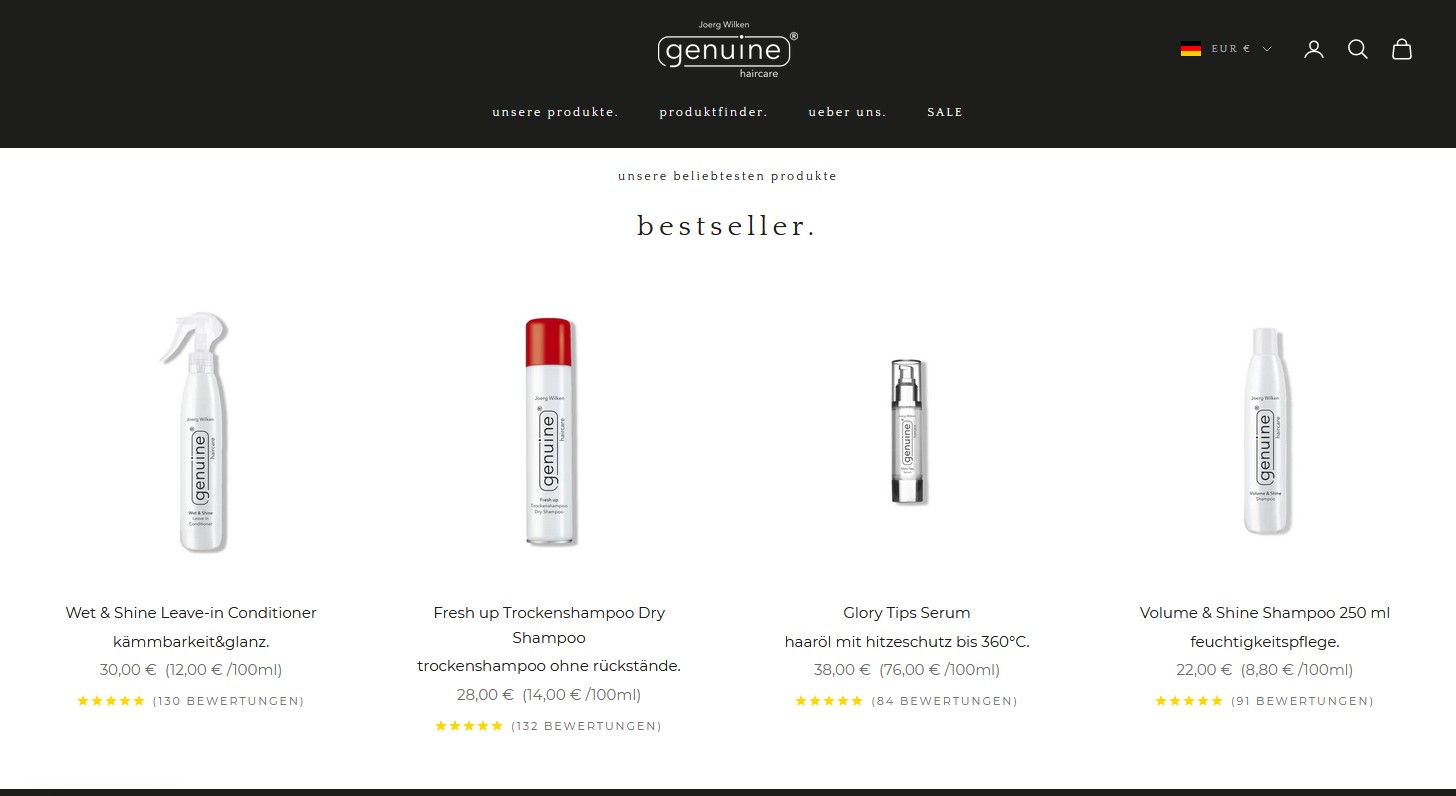 Joerg Wilken
genuine®
haircare
EUR €
unsere produkte. produktfinder. ueber uns. SALE
unsere beliebtesten produkte
bestseller.
Joerg Wilken
genuine®
haircare
Wet & Shine
Leave in
Conditioner
Joerg Wilken
genuine®
haircare
Fresh up
Trockenshampoo
Dry Shampoo
Joerg Wilken
genuine
Joerg Wilken
genuine®
haircare
Volume & Shine
Shampoo
Wet & Shine Leave-in Conditioner
kämmbarkeit&glanz.
30,00 € (12,00 € /100ml)
(130 BEWERTUNGEN)
Fresh up Trockenshampoo Dry
Shampoo
trockenshampoo ohne rückstände.
28,00 € (14,00 € /100ml)
(132 BEWERTUNGEN)
Glory Tips Serum
haaröl mit hitzeschutz bis 360°C.
38,00 € (76,00 € /100ml)
(84 BEWERTUNGEN)
Volume & Shine Shampoo 250 ml
feuchtigkeitspflege.
22,00 € (8,80 € /100ml)
(91 BEWERTUNGEN)